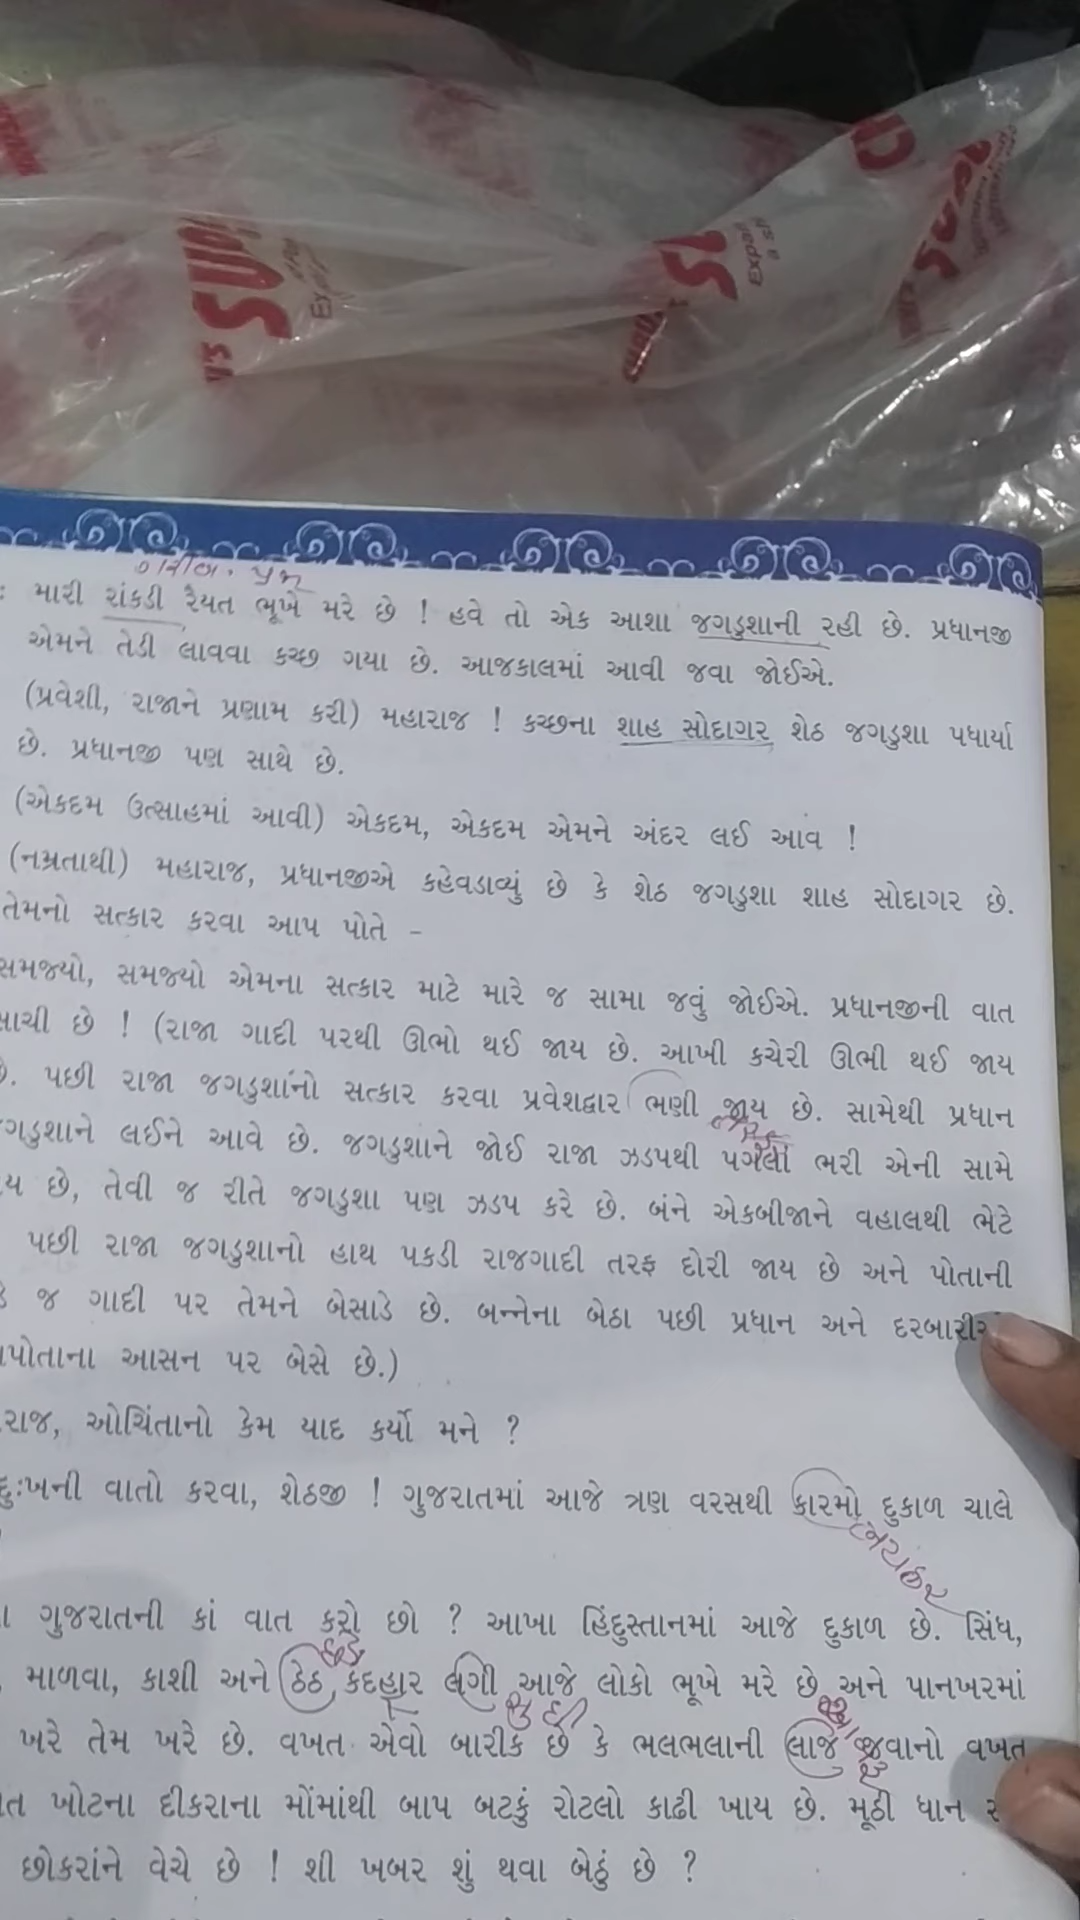 : મારી રાંકડી રૈયત ભૂખે મરે છે ! હવે તો એક આશા જગડુશાની રહી છે. પ્રધાનજી
એમને તેડી લાવવા કચ્છ ગયા છે. આજકાલમાં આવી જવા જોઈએ.
(પ્રવેશી, રાજાને પ્રણામ કરી) મહારાજ ! કચ્છના શાહ સોદાગર શેઠ જગડુશા પધાર્યા
છે. પ્રધાનજી પણ સાથે છે.
(એકદમ ઉત્સાહમાં આવી) એકદમ, એકદમ એમને અંદર લઈ આવ !
(નમ્રતાથી) મહારાજ, પ્રધાનજીએ કહેવડાવ્યું છે કે શેઠ જગડુશા શાહ સોદાગર છે.
તેમનો સત્કાર કરવા આપ પોતે -
સમજ્યો, સમજ્યો એમના સત્કાર માટે મારે જ સામા જવું જોઈએ. પ્રધાનજીની વાત
સાચી છે ! (રાજા ગાદી પરથી ઊભો થઈ જાય છે. આખી કચેરી ઊભી થઈ જાય
છે. પછી રાજા જગડુશાંનો સત્કાર કરવા પ્રવેશદ્વાર ભણી જાય છે. સામેથી પ્રધાન
ગડુશાને લઈને આવે છે. જગડુશાને જોઈ રાજા ઝડપથી પગલાં ભરી એની સામે
ય છે, તેવી જ રીતે જગડુશા પણ ઝડપ કરે છે. બંને એકબીજાને વહાલથી ભેટે
પછી રાજા જગડુશાનો હાથ પકડી રાજગાદી તરફ દોરી જાય છે અને પોતાની
જ ગાદી પર તેમને બેસાડે છે. બન્નેના બેઠા પછી પ્રધાન અને દરબારી
પોતાના આસન પર બેસે છે.)
રાજ, ઓચિંતાનો કેમ યાદ કર્યો મને ?
દુઃખની વાતો કરવા, શેઠજી ! ગુજરાતમાં આજે ત્રણ વરસથી કારમો દુકાળ ચાલે
ભયંકર
ગુજરાતની કાં વાત કરો છો ? આખા હિંદુસ્તાનમાં આજે દુકાળ છે. સિંધ,
માળવા, કાશી અને ઠેઠ કંદહાર લગી આજે લોકો ભૂખે મરે છે અને પાનખરમાં
સુધી
ખરે તેમ ખરે છે. વખત એવો બારીક છે કે ભલભલાની લાજ જવાનો વખત
ત ખોટના દીકરાના મોંમાંથી બાપ બટકું રોટલો કાઢી ખાય છે. મૂઠી ધાન
છોકરાંને વેચે છે ! શી ખબર શું થવા બેઠું છે ?